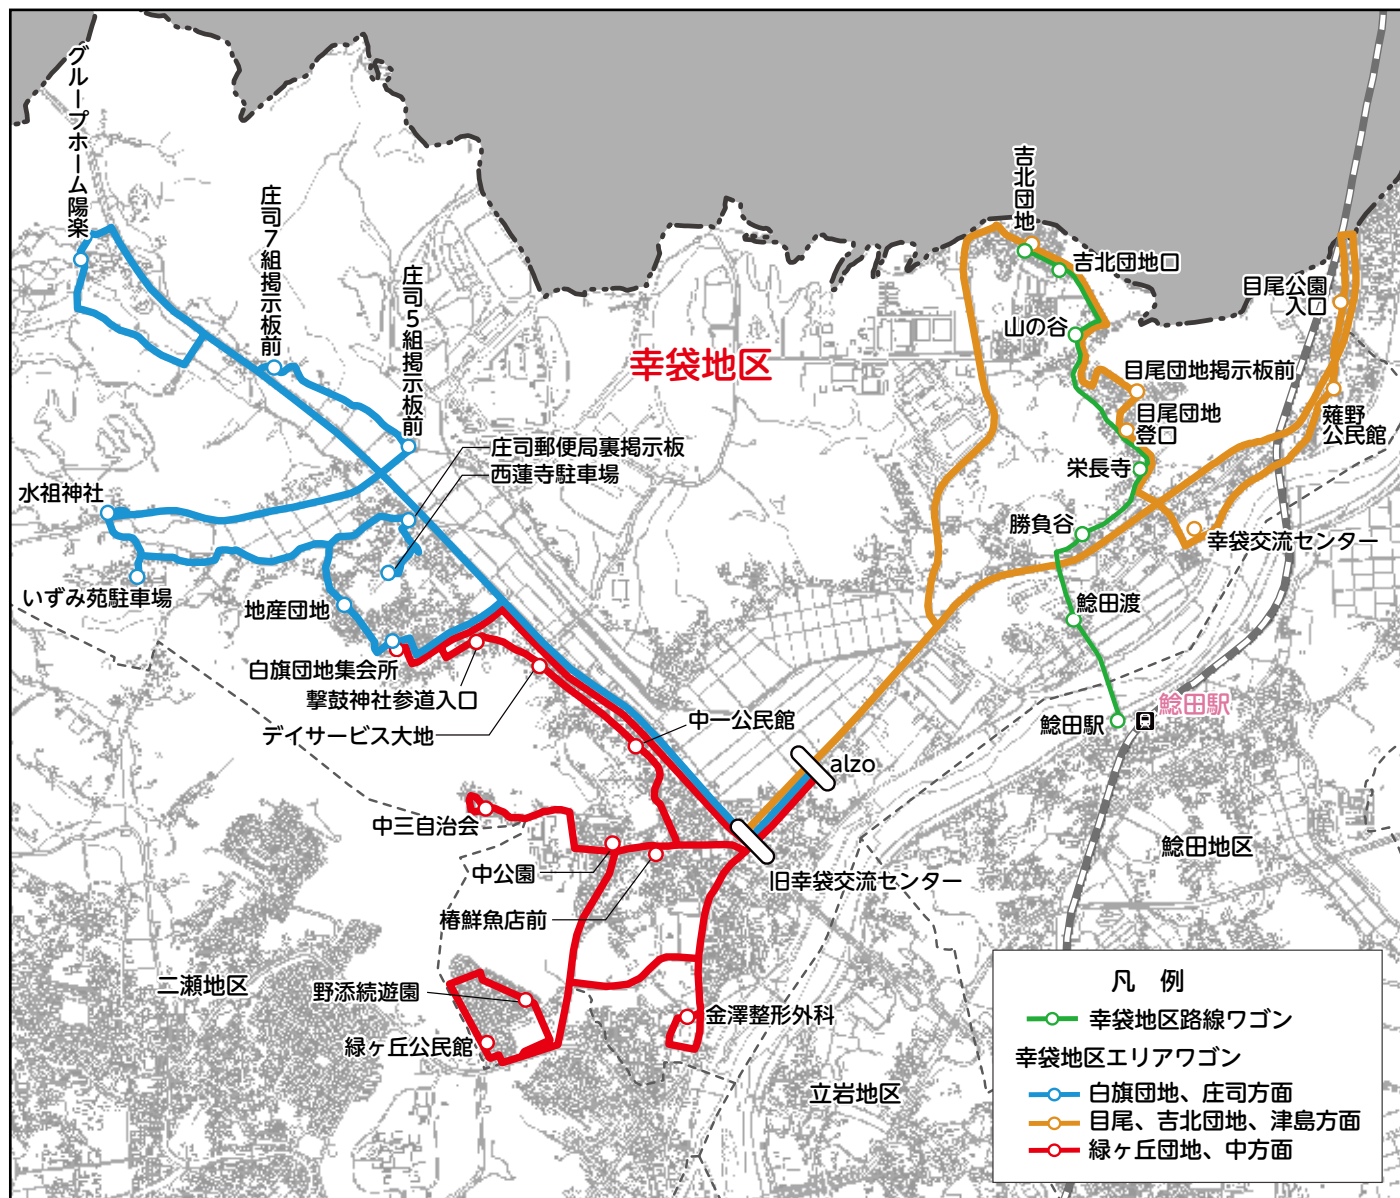 グループホーム陽楽
庄司7組掲示板前
庄司5組掲示板前
吉北団地
吉北団地口
目尾公園
入口
山の谷
幸袋地区
目尾団地掲示板前
目尾団地
登口
薙野
公民館
庄司郵便局裏掲示板
西蓮寺駐車場
栄長寺
水祖神社
勝負谷
幸袋交流センター
いずみ苑駐車場
地産団地
鯰田渡
白旗団地集会所
撃鼓神社参道入口
デイサービス大地
中一公民館
鯰田駅
鯰田駅
alzo
中三自治会
中公園
旧幸袋交流センター
鯰田地区
椿鮮魚店前
二瀬地区
野添続遊園
緑ヶ丘公民館
金澤整形外科
立岩地区
凡 例
幸袋地区路線ワゴン
幸袋地区エリアワゴン
白旗団地、庄司方面
目尾、吉北団地、津島方面
緑ヶ丘団地、中方面